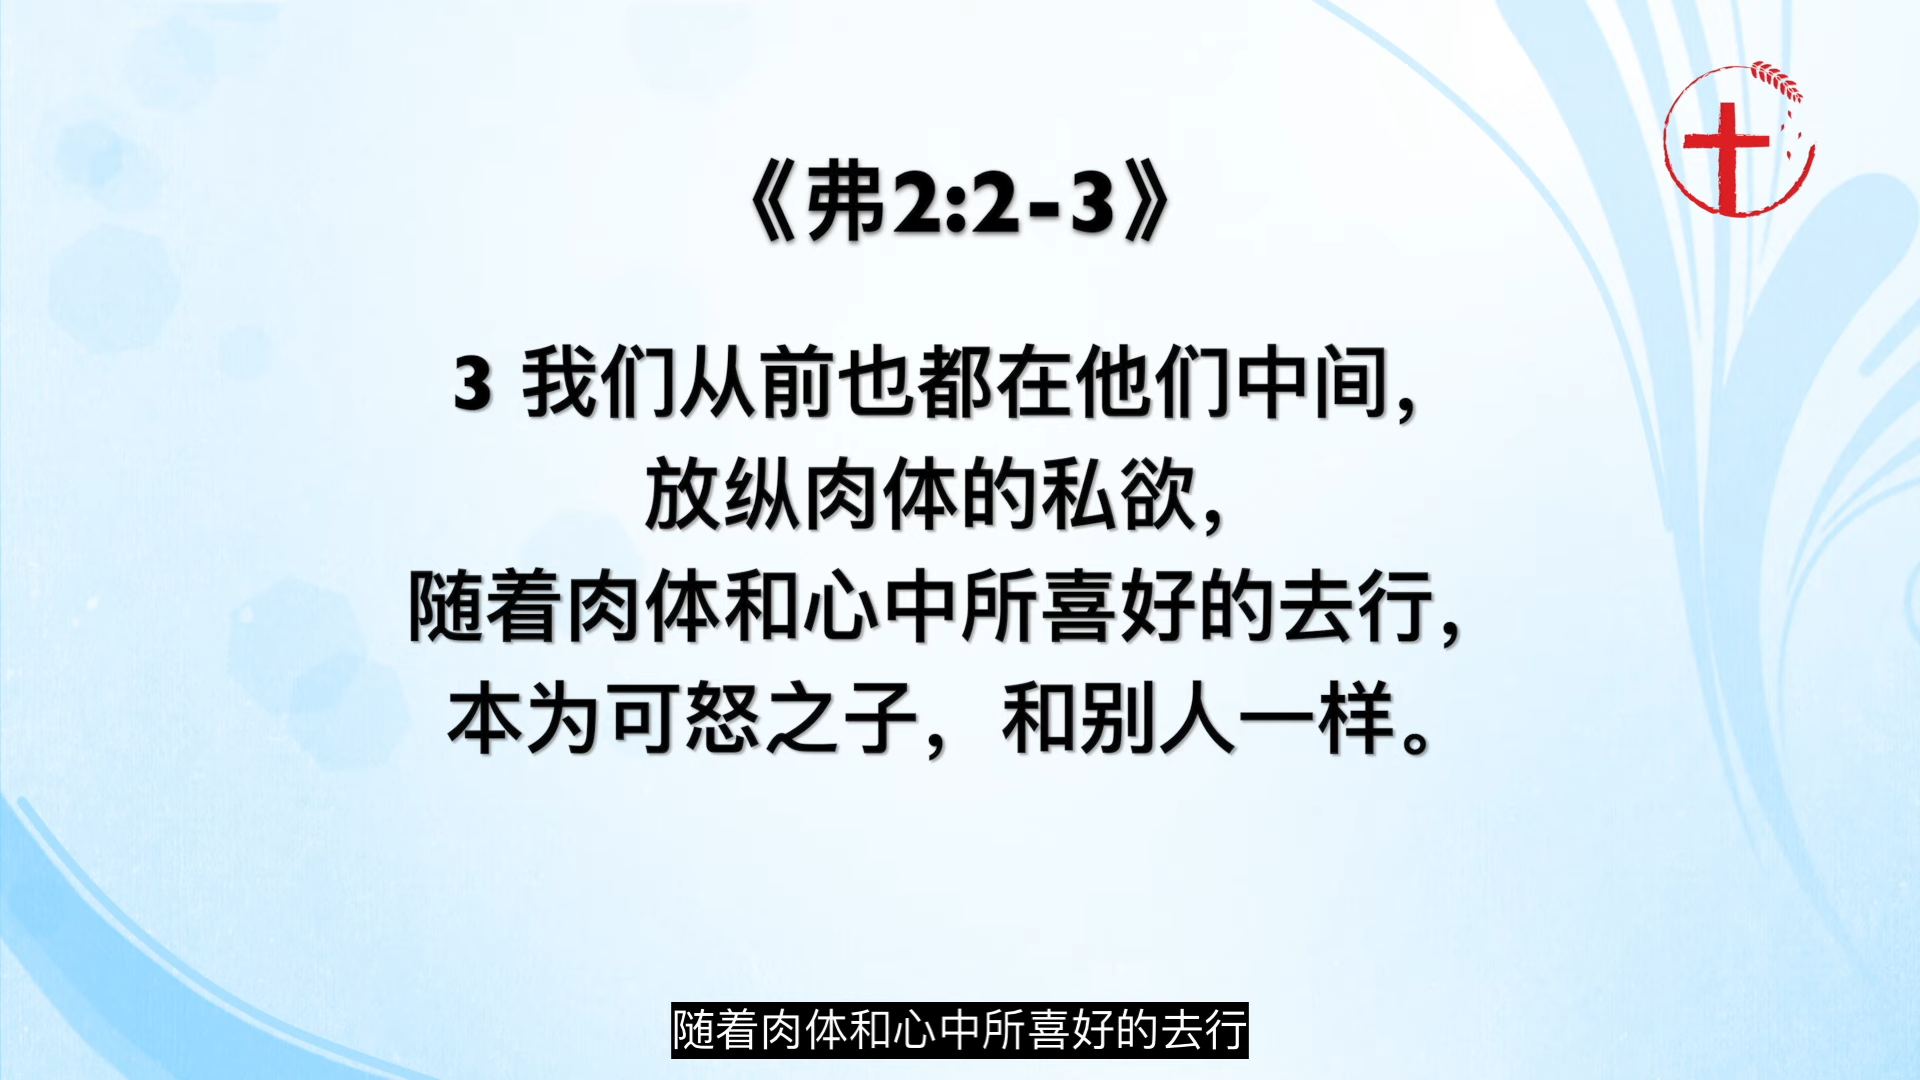 《弗2:2-3》
3 我们从前也都在他们中间，
放纵肉体的私欲，
随着肉体和心中所喜好的去行，
本为可怒之子，和别人一样。
随着肉体和心中所喜好的去行